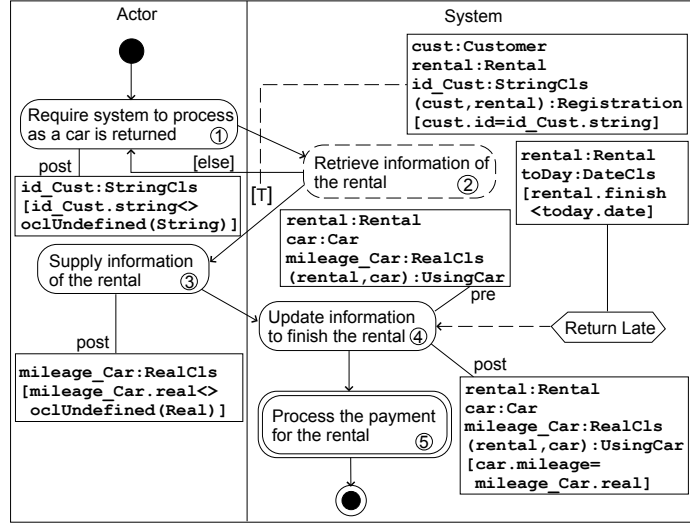 Actor
System
cust:Customer
rental:Rental
id_Cust:StringCls
(cust,rental):Registration
[cust.id=id_Cust.string]
Require system to process
as a car is returned ①
post
[else]
Retrieve information of
the rental ②
rental:Rental
toDay:DateCls
[rental.finish
<today.date]
id_Cust:StringCls
[id_Cust.string<>
oclUndefined(String)]
[T]
rental:Rental
car:Car
mileage_Car:RealCls
(rental,car):UsingCar
pre
Supply information
of the rental ③
Update information
to finish the rental ④
Return Late
post
mileage_Car:RealCls
[mileage_Car.real<>
oclUndefined(Real)]
post
rental:Rental
car:Car
mileage_Car:RealCls
(rental,car):UsingCar
[car.mileage=
mileage_Car.real]
Process the payment
for the rental ⑤